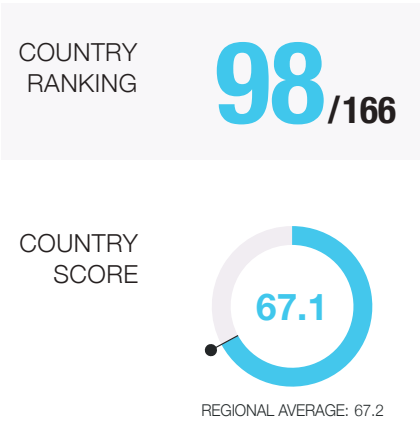 COUNTRY
RANKING
98/166
COUNTRY
SCORE
67.1
REGIONAL AVERAGE: 67.2